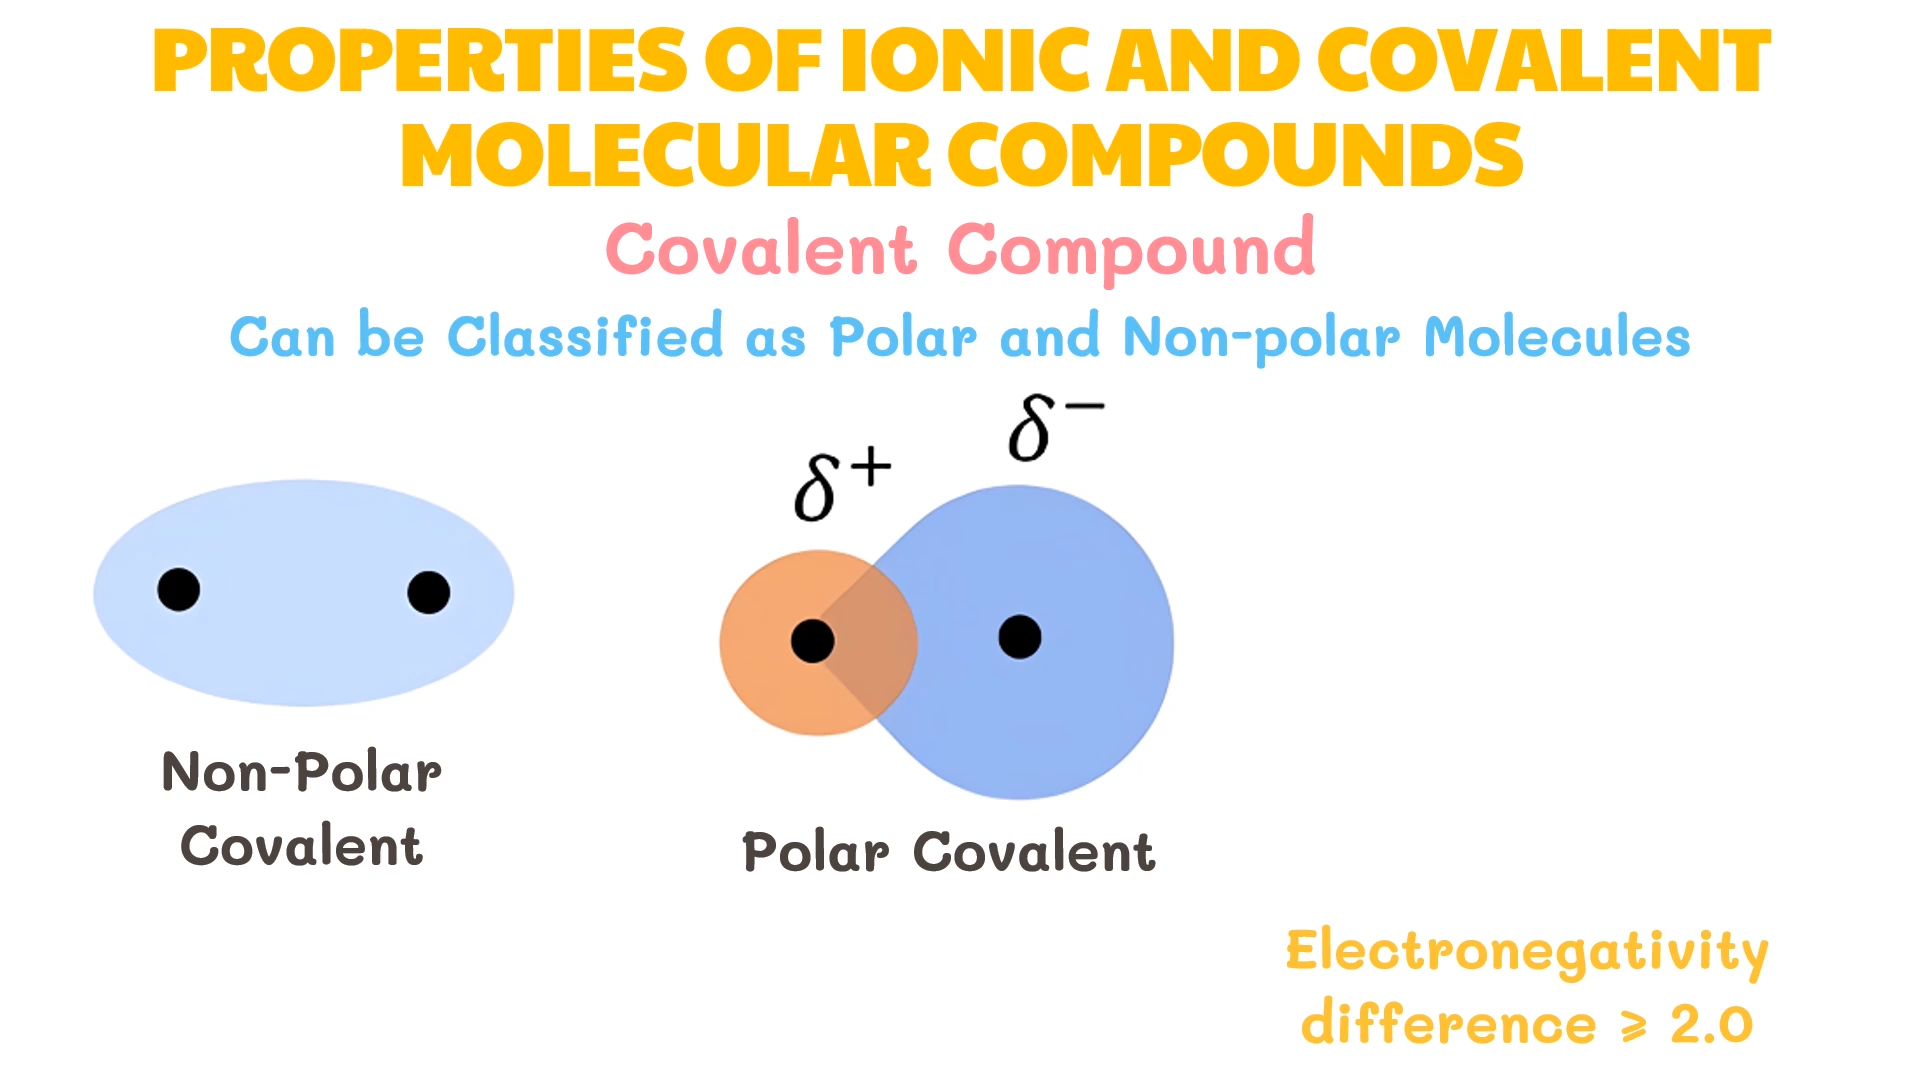 PROPERTIES OF IONIC AND COVALENT
MOLECULAR COMPOUNDS
Covalent Compound
Can be Classified as Polar and Non-polar Molecules
δ⁻
δ⁺
Non-Polar
Covalent
Polar Covalent
Electronegativity
difference ⩾ 2.0